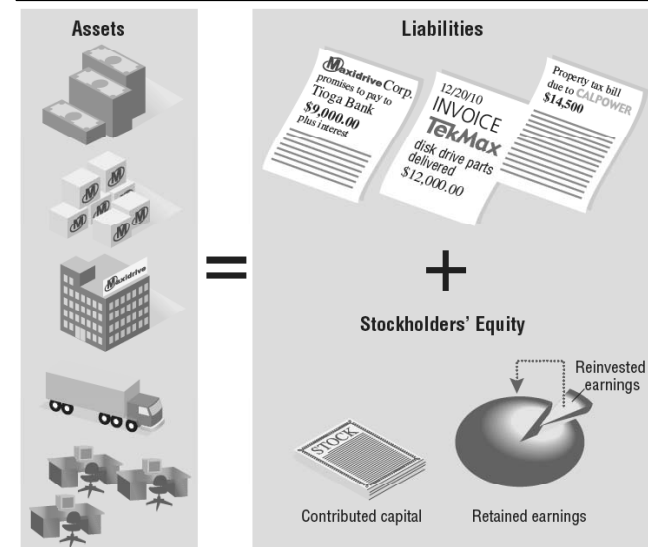 Assets
Liabilities
Maxidrive Corp.
promises to pay to
Tioga Bank
$9,000.00
plus interest
12/20/10
INVOICE
TekMax
disk drive parts
delivered
$12,000.00
Property tax bill
due to CALPOWER
$14,500
M
M
M
M
M
Maxidrive
=
+
Stockholders' Equity
Reinvested
earnings
STOCK
Contributed capital
Retained earnings